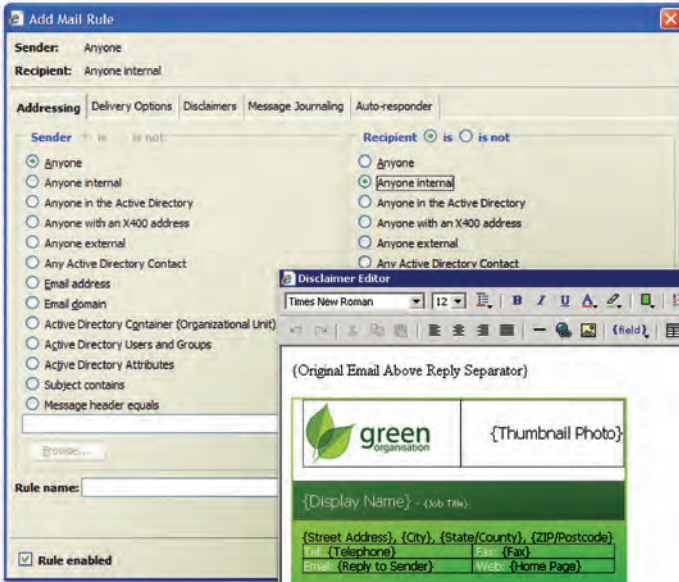 Add Mail Rule
Sender: Anyone
Recipient: Anyone internal
Addressing Delivery Options Disclaimers Message Journaling Auto-responder
Sender is is not
Anyone
Anyone internal
Anyone in the Active Directory
Anyone with an X400 address
Anyone external
Any Active Directory Contact
Email address
Email domain
Active Directory Container (Organizational Unit)
Active Directory Users and Groups
Active Directory Attributes
Subject contains
Message header equals
Browse...
Rule name:
Rule enabled
Recipient is is not
Anyone
Anyone internal
Anyone in the Active Directory
Anyone with an X400 address
Anyone external
Any Active Directory Contact
Disclaimer Editor
Times New Roman 12 B I U A
{field}
{Original Email Above Reply Separator}
green
organisation
{Thumbnail Photo}
{Display Name} - {Job Title}
{Street Address}, {City}, {State/County}, {ZIP/Postcode}
Tel: {Telephone} Fax: {Fax}
Email: {Reply to Sender} Web: {Home Page}